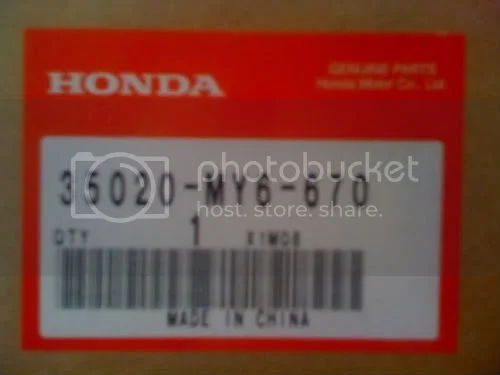 HONDA
GENUINE PARTS
Honda Motor Co., Ltd.
photobucket
host. store. share.
35020-MY6-670
QTY 1 X1MD8
MADE IN CHINA